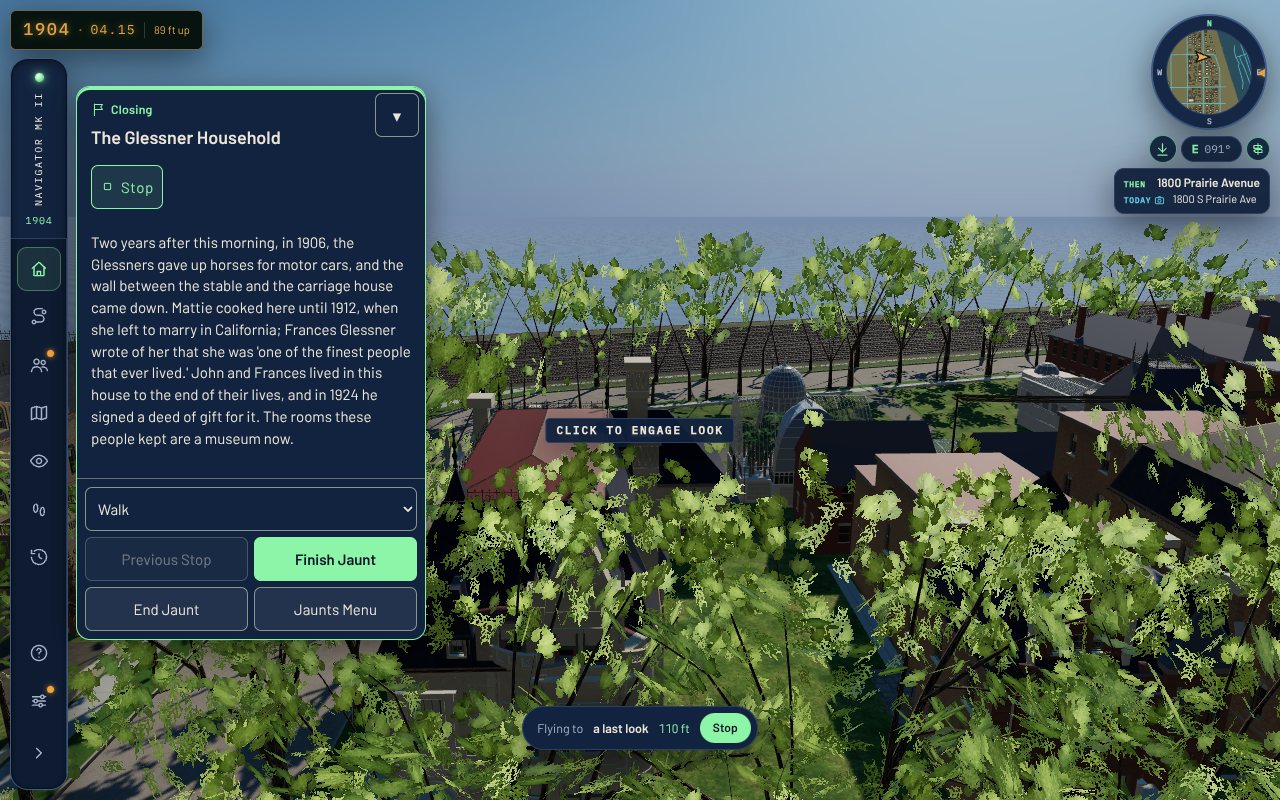 1904 · 04.15 89 ft up
NAVIGATOR MK II
1904
Closing
The Glessner Household
Stop
Two years after this morning, in 1906, the
Glessners gave up horses for motor cars, and the
wall between the stable and the carriage house
came down. Mattie cooked here until 1912, when
she left to marry in California; Frances Glessner
wrote of her that she was 'one of the finest people
that ever lived.' John and Frances lived in this
house to the end of their lives, and in 1924 he
signed a deed of gift for it. The rooms these
people kept are a museum now.
Walk
Previous Stop
Finish Jaunt
End Jaunt
Jaunts Menu
CLICK TO ENGAGE LOOK
Flying to a last look 110 ft Stop
N
W
E
S
E 091°
THEN 1800 Prairie Avenue
TODAY 1800 S Prairie Ave